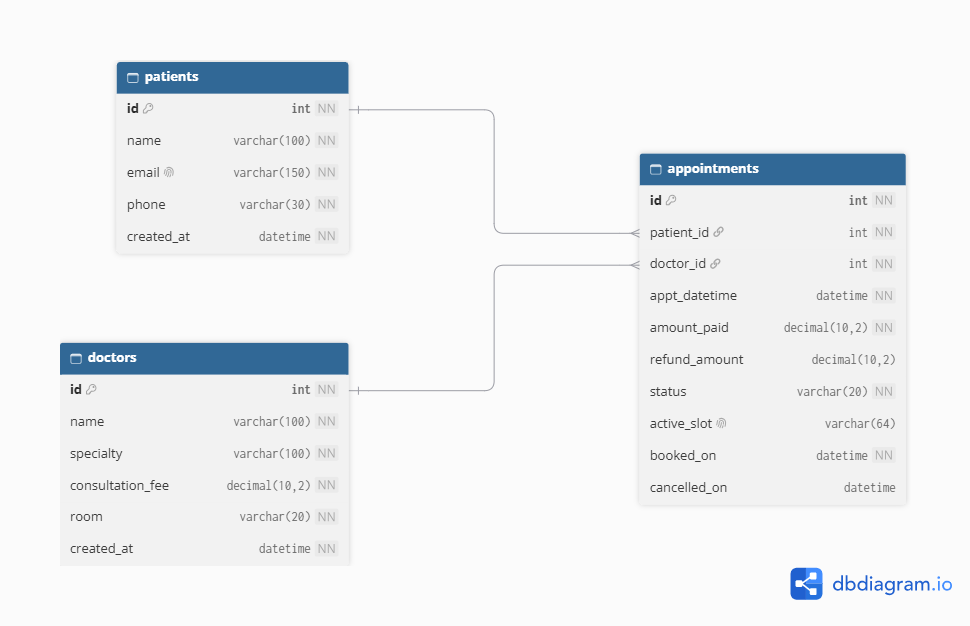 patients
id int NN
name varchar(100) NN
email varchar(150) NN
phone varchar(30) NN
created_at datetime NN
doctors
id int NN
name varchar(100) NN
specialty varchar(100) NN
consultation_fee decimal(10,2) NN
room varchar(20) NN
created_at datetime NN
appointments
id int NN
patient_id int NN
doctor_id int NN
appt_datetime datetime NN
amount_paid decimal(10,2) NN
refund_amount decimal(10,2)
status varchar(20) NN
active_slot varchar(64)
booked_on datetime NN
cancelled_on datetime
dbdiagram.io